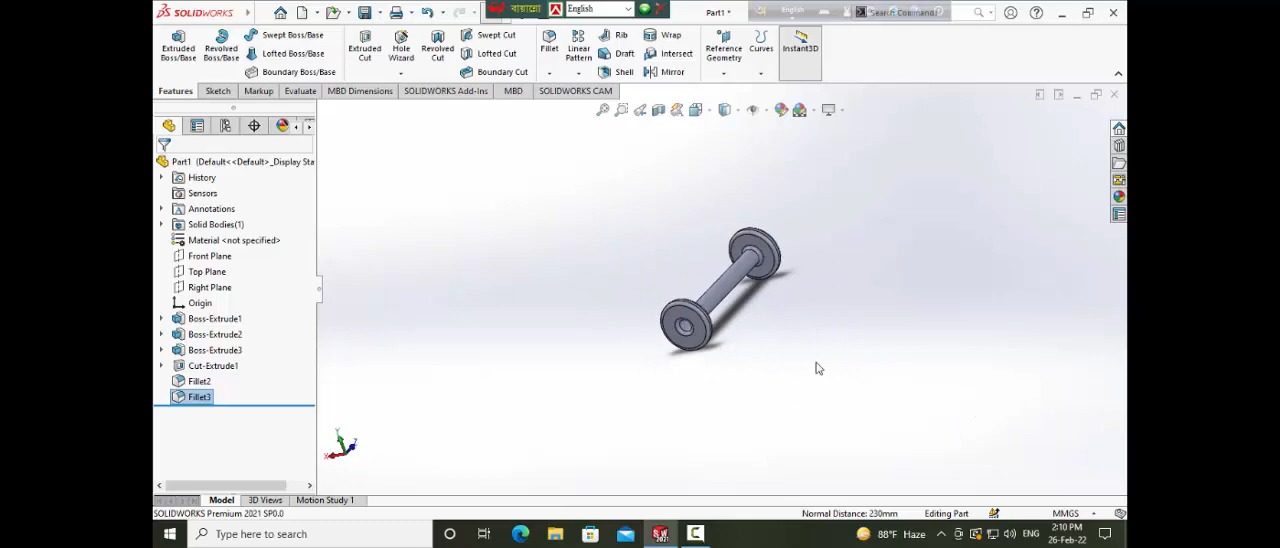 SOLIDWORKS
বায়ান্নো
English
Part1 *
English
Search Command
Extruded Boss/Base
Revolved Boss/Base
Swept Boss/Base
Lofted Boss/Base
Boundary Boss/Base
Extruded Cut
Hole Wizard
Revolved Cut
Swept Cut
Lofted Cut
Boundary Cut
Fillet
Linear Pattern
Rib
Draft
Shell
Wrap
Intersect
Mirror
Reference Geometry
Curves
Instant3D
Features
Sketch
Markup
Evaluate
MBD Dimensions
SOLIDWORKS Add-Ins
MBD
SOLIDWORKS CAM
Part1 (Default<<Default>_Display Sta
History
Sensors
Annotations
Solid Bodies(1)
Material <not specified>
Front Plane
Top Plane
Right Plane
Origin
Boss-Extrude1
Boss-Extrude2
Boss-Extrude3
Cut-Extrude1
Fillet2
Fillet3
Y
Z
X
Model
3D Views
Motion Study 1
SOLIDWORKS Premium 2021 SP0.0
Normal Distance: 230mm
Editing Part
MMGS
Type here to search
SW
2021
C
88°F Haze
ENG
2:10 PM
26-Feb-22